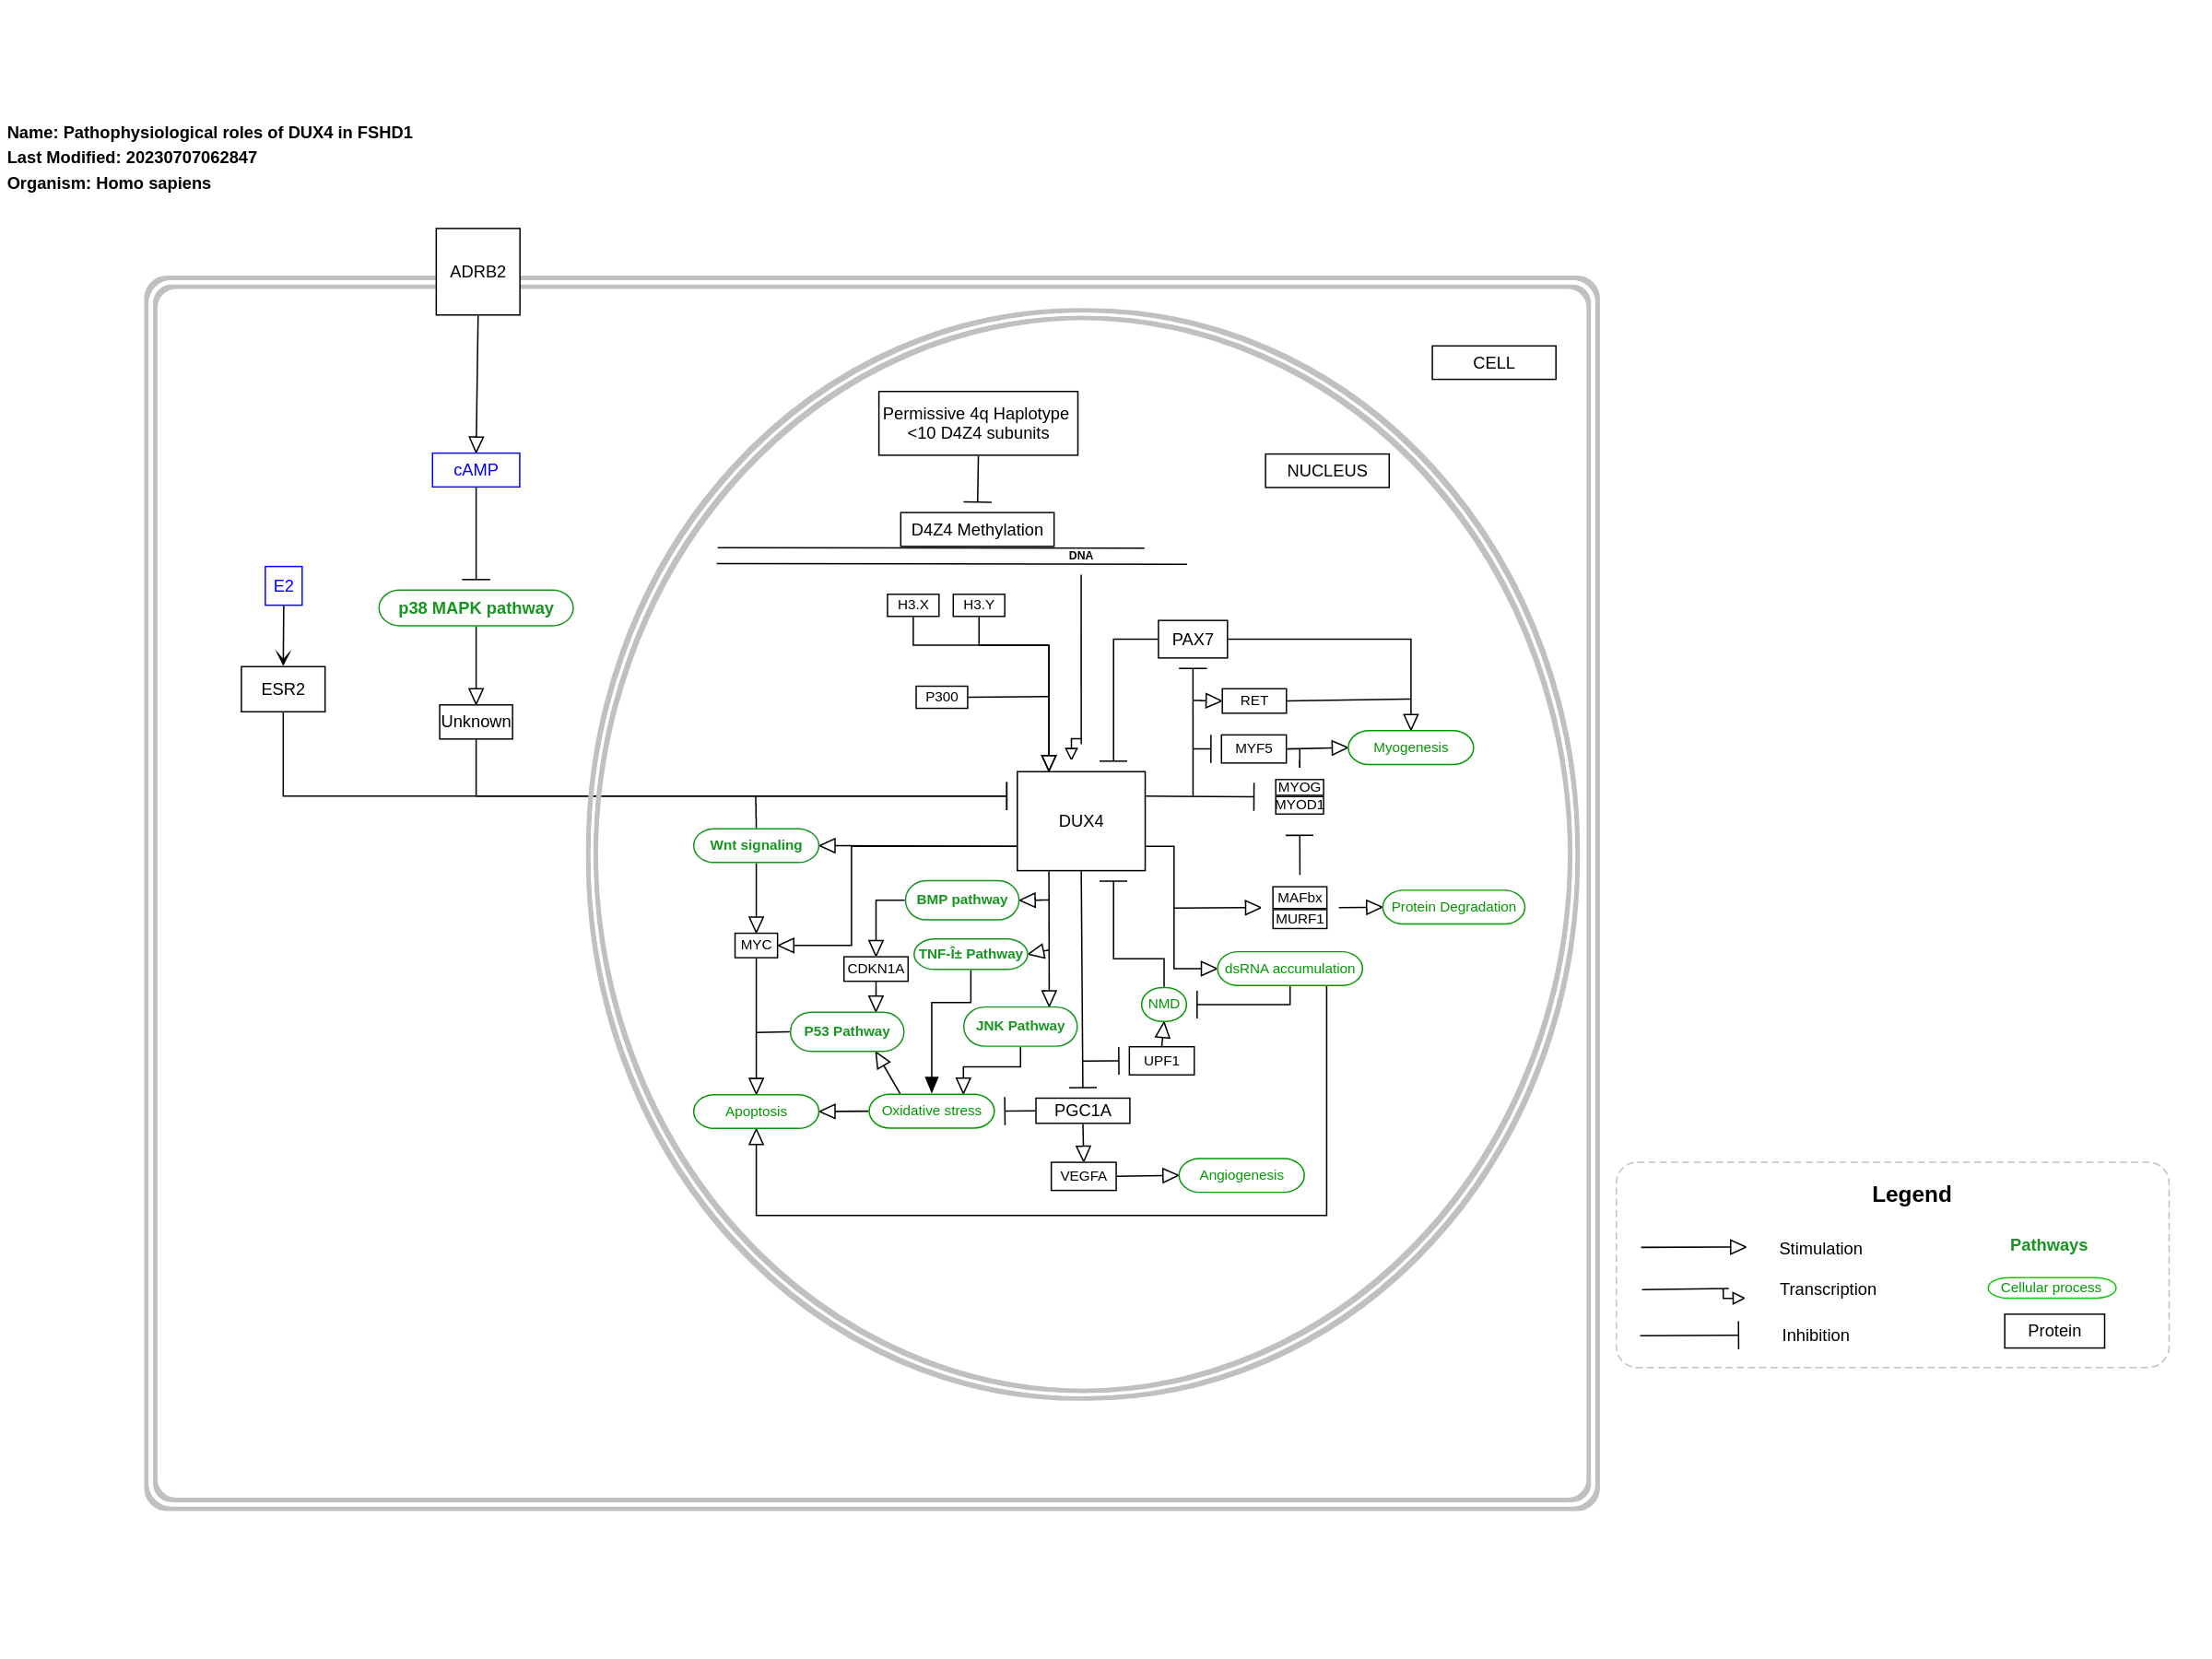 Name: Pathophysiological roles of DUX4 in FSHD1
Last Modified: 20230707062847
Organism: Homo sapiens
ADRB2
CELL
Permissive 4q Haplotype
<10 D4Z4 subunits
cAMP
NUCLEUS
D4Z4 Methylation
DNA
E2
p38 MAPK pathway
H3.X
H3.Y
PAX7
ESR2
P300
RET
Unknown
MYF5
Myogenesis
MYOG
MYOD1
DUX4
Wnt signaling
BMP pathway
MAFbx
MURF1
Protein Degradation
MYC
TNF-Î± Pathway
CDKN1A
dsRNA accumulation
NMD
P53 Pathway
JNK Pathway
UPF1
Apoptosis
Oxidative stress
PGC1A
VEGFA
Angiogenesis
Legend
Stimulation
Pathways
Transcription
Cellular process
Inhibition
Protein